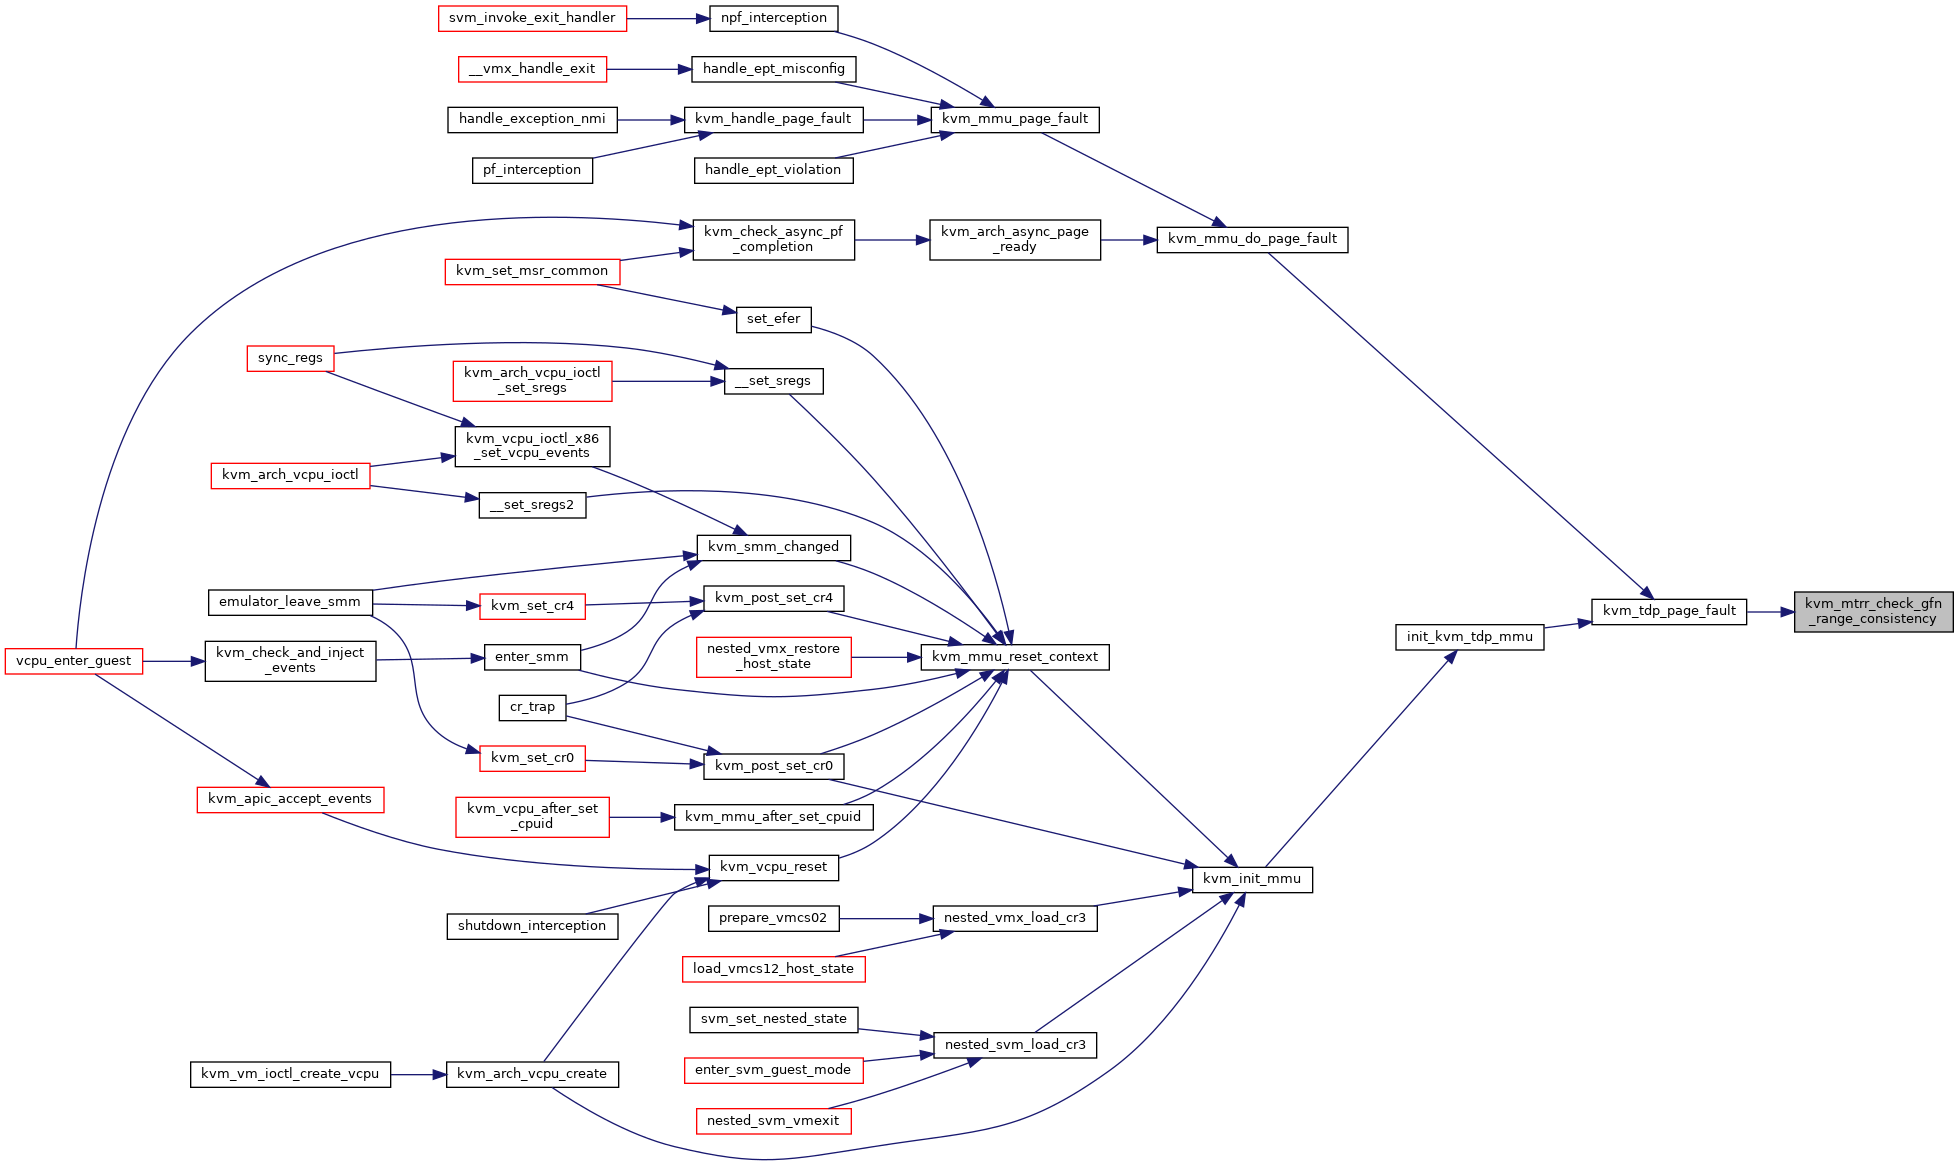 svm_invoke_exit_handler
npf_interception
__vmx_handle_exit
handle_ept_misconfig
handle_exception_nmi
kvm_handle_page_fault
kvm_mmu_page_fault
pf_interception
handle_ept_violation
kvm_check_async_pf
_completion
kvm_arch_async_page
_ready
kvm_mmu_do_page_fault
kvm_set_msr_common
set_efer
sync_regs
kvm_arch_vcpu_ioctl
_set_sregs
__set_sregs
kvm_vcpu_ioctl_x86
_set_vcpu_events
kvm_arch_vcpu_ioctl
__set_sregs2
kvm_smm_changed
emulator_leave_smm
kvm_set_cr4
kvm_post_set_cr4
kvm_tdp_page_fault
kvm_mtrr_check_gfn
_range_consistency
init_kvm_tdp_mmu
vcpu_enter_guest
kvm_check_and_inject
_events
enter_smm
nested_vmx_restore
_host_state
kvm_mmu_reset_context
cr_trap
kvm_set_cr0
kvm_post_set_cr0
kvm_apic_accept_events
kvm_vcpu_after_set
_cpuid
kvm_mmu_after_set_cpuid
kvm_vcpu_reset
kvm_init_mmu
shutdown_interception
prepare_vmcs02
nested_vmx_load_cr3
load_vmcs12_host_state
svm_set_nested_state
nested_svm_load_cr3
kvm_vm_ioctl_create_vcpu
kvm_arch_vcpu_create
enter_svm_guest_mode
nested_svm_vmexit